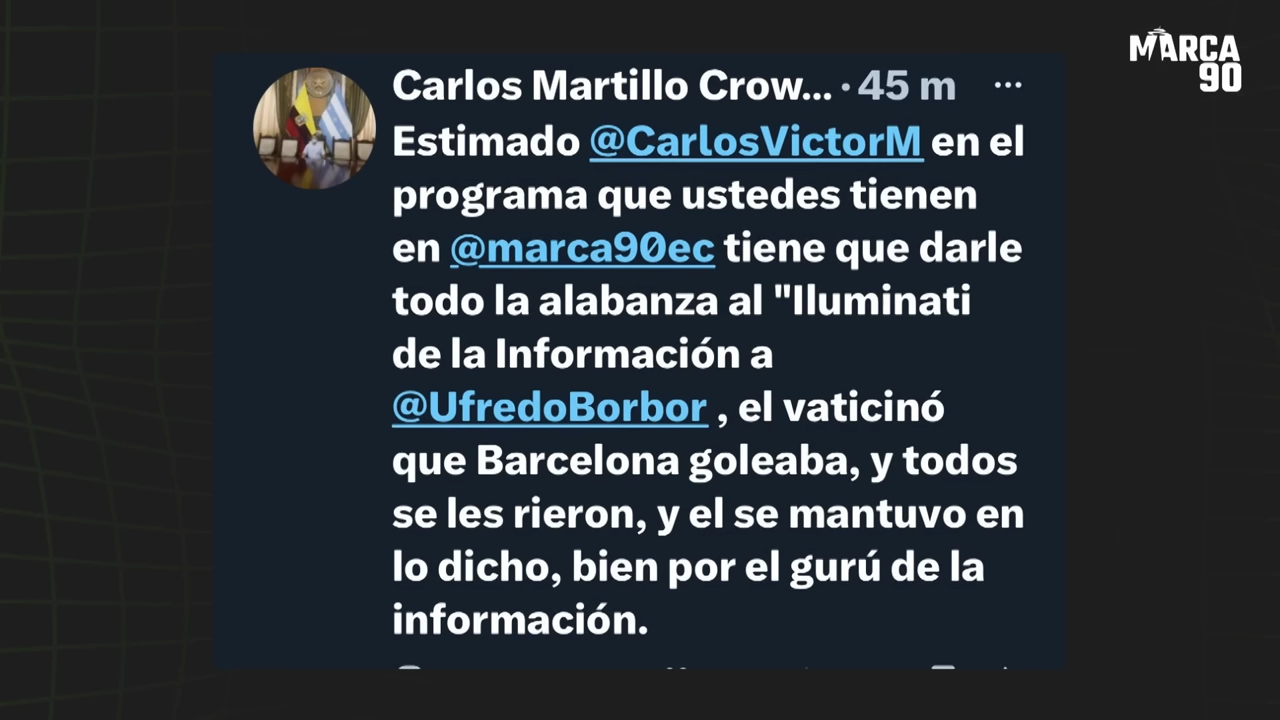 MARCA
90
Carlos Martillo Crow... · 45 m ...
Estimado @CarlosVictorM en el
programa que ustedes tienen
en @marca90ec tiene que darle
todo la alabanza al "Iluminati
de la Información a
@UfredoBorbor , el vaticinó
que Barcelona goleaba, y todos
se les rieron, y el se mantuvo en
lo dicho, bien por el gurú de la
información.